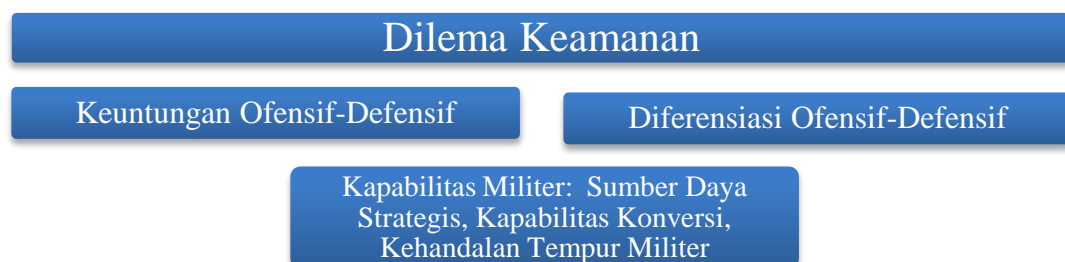 Dilema Keamanan
Keuntungan Ofensif-Defensif
Diferensiasi Ofensif-Defensif
Kapabilitas Militer: Sumber Daya
Strategis, Kapabilitas Konversi,
Kehandalan Tempur Militer